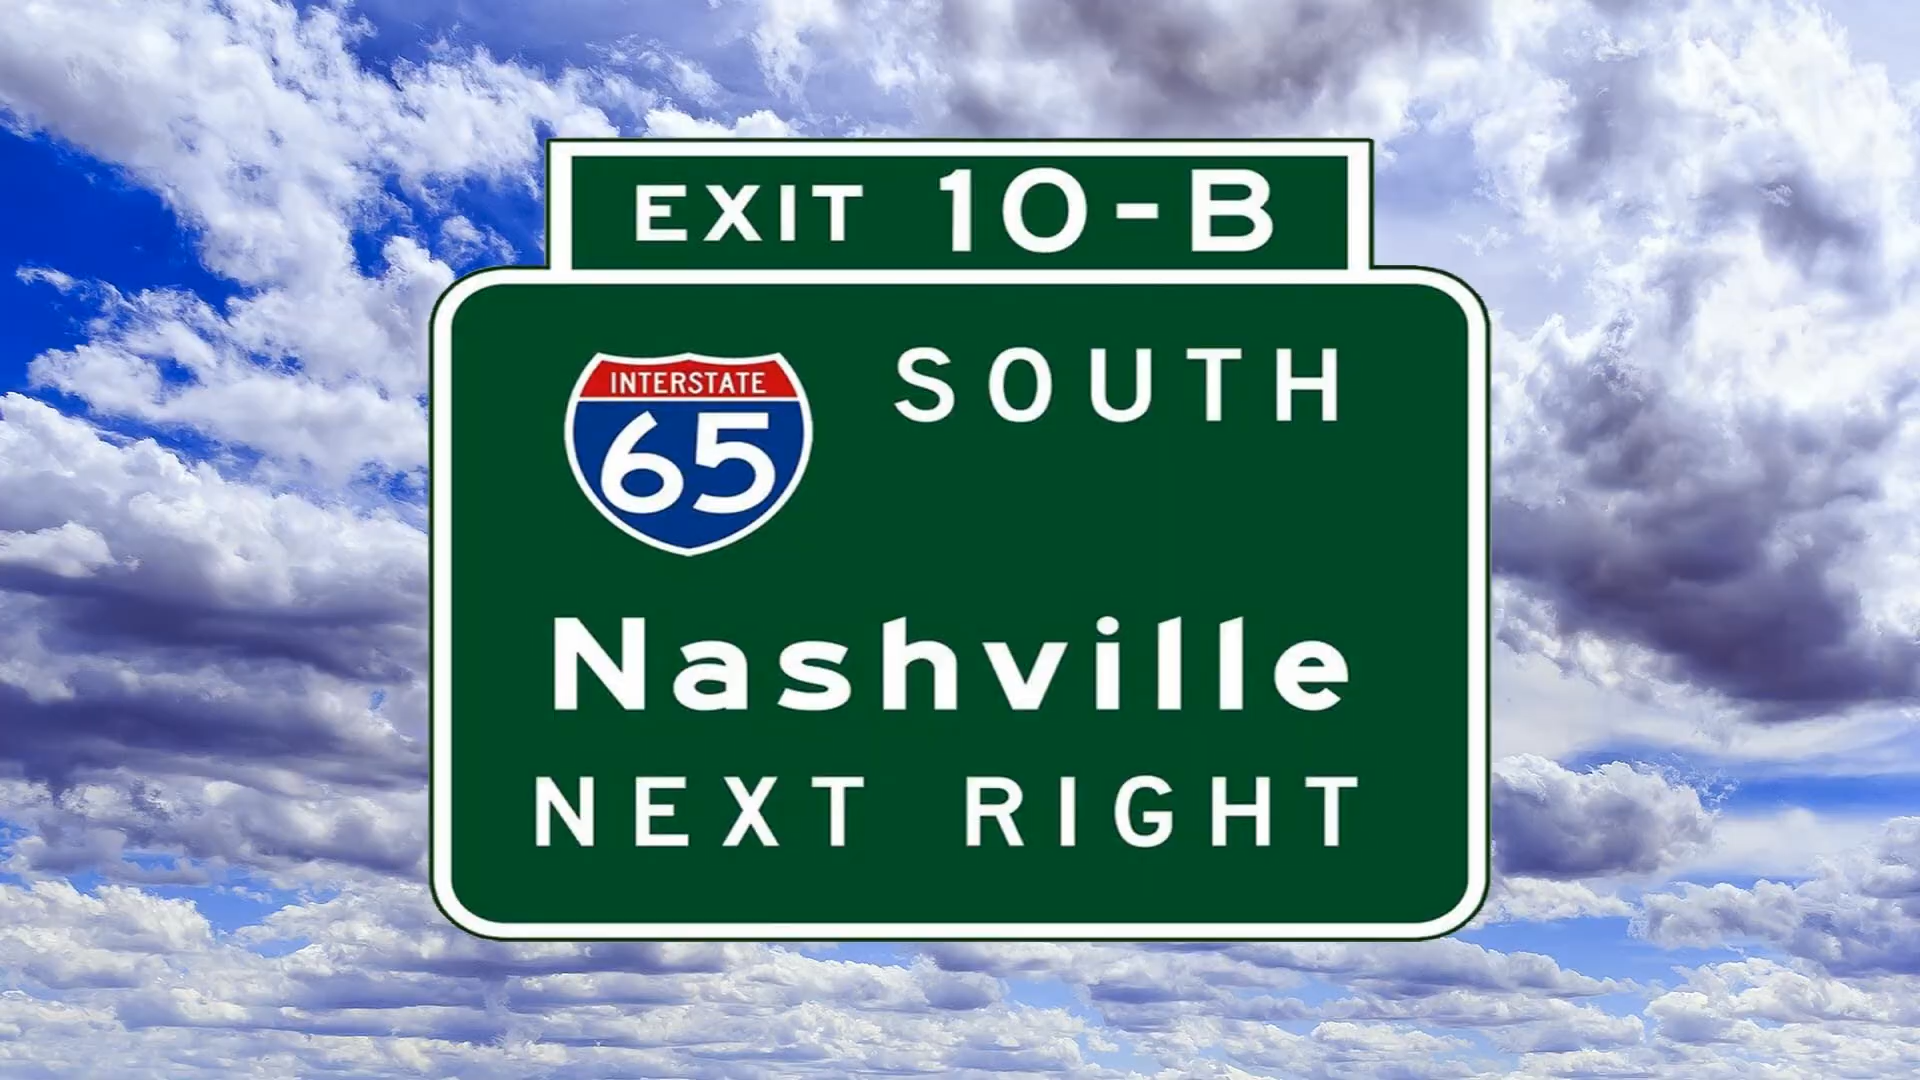 EXIT 10-B
INTERSTATE
65
SOUTH
Nashville
NEXT RIGHT